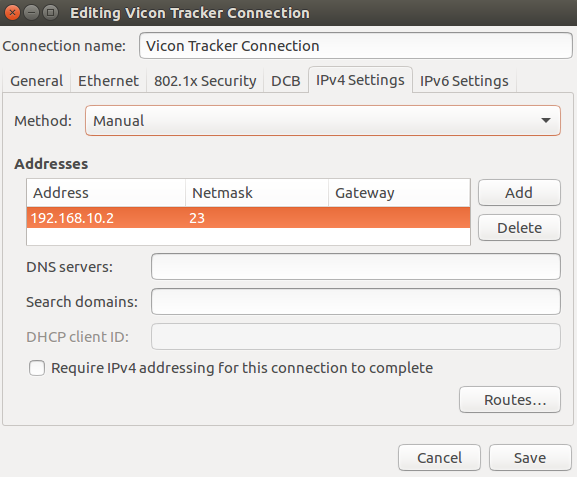 Editing Vicon Tracker Connection
Connection name: Vicon Tracker Connection
General Ethernet 802.1x Security DCB IPv4 Settings IPv6 Settings
Method: Manual
Addresses
Address Netmask Gateway Add
192.168.10.2 23
Delete
DNS servers:
Search domains:
DHCP client ID:
Require IPv4 addressing for this connection to complete
Routes...
Cancel Save